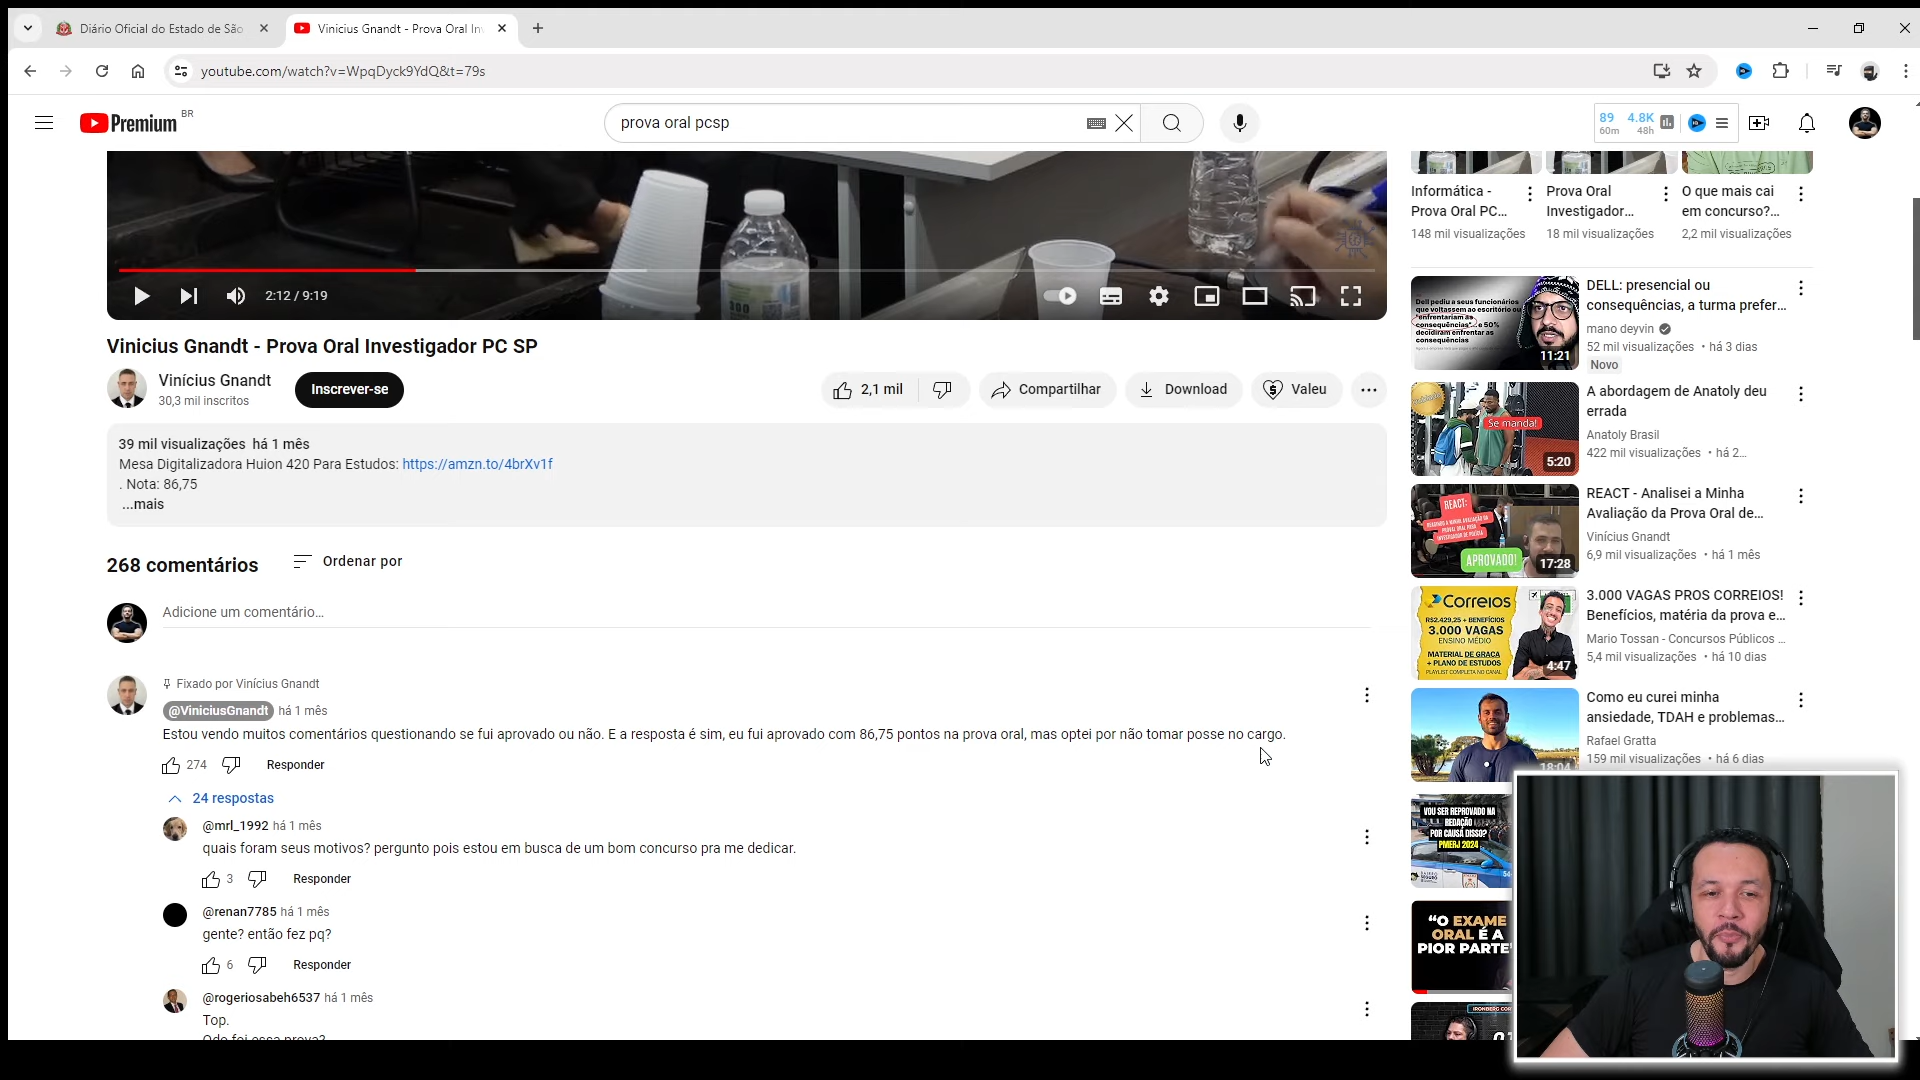 Diário Oficial do Estado de São
Vinicius Gnandt - Prova Oral In
youtube.com/watch?v=WpqDyck9YdQ&t=79s
Premium BR
prova oral pcsp
89 4.8K
60m 48h
2:12 / 9:19
Vinicius Gnandt - Prova Oral Investigador PC SP
Vinícius Gnandt
30,3 mil inscritos
Inscrever-se
2,1 mil
Compartilhar
Download
Valeu
39 mil visualizações há 1 mês
Mesa Digitalizadora Huion 420 Para Estudos: https://amzn.to/4brXv1f
. Nota: 86,75
...mais
268 comentários
Ordenar por
Adicione um comentário...
Fixado por Vinícius Gnandt
@ViniciusGnandt há 1 mês
Estou vendo muitos comentários questionando se fui aprovado ou não. E a resposta é sim, eu fui aprovado com 86,75 pontos na prova oral, mas optei por não tomar posse no cargo.
274
Responder
24 respostas
@mrl_1992 há 1 mês
quais foram seus motivos? pergunto pois estou em busca de um bom concurso pra me dedicar.
3
Responder
@renan7785 há 1 mês
gente? então fez pq?
6
Responder
@rogeriosabeh6537 há 1 mês
Top.
Qdo foi essa prova?
Informática -
Prova Oral PC...
148 mil visualizações
Prova Oral
Investigador...
18 mil visualizações
O que mais cai
em concurso?...
2,2 mil visualizações
Dell pediu a seus funcionários
que voltassem ao escritório ou
"enfrentariam as
consequências"... e 50%
decidiram enfrentar as
consequências
11:21
DELL: presencial ou
consequências, a turma prefer...
mano deyvin
52 mil visualizações • há 3 dias
Novo
Se manda!
5:20
A abordagem de Anatoly deu
errada
Anatoly Brasil
422 mil visualizações • há 2...
REACT:
APROVADO!
17:28
REACT - Analisei a Minha
Avaliação da Prova Oral de...
Vinícius Gnandt
6,9 mil visualizações • há 1 mês
Correios
R$2.429,25 + BENEFÍCIOS
3.000 VAGAS
ENSINO MÉDIO
MATERIAL DE GRAÇA
+ PLANO DE ESTUDOS
PLAYLIST COMPLETA NO CANAL
4:47
3.000 VAGAS PROS CORREIOS!
Benefícios, matéria da prova e...
Mario Tossan - Concursos Públicos ...
5,4 mil visualizações • há 10 dias
18:04
Como eu curei minha
ansiedade, TDAH e problemas...
Rafael Gratta
159 mil visualizações • há 6 dias
VOU SER REPROVADO NA
REDAÇÃO
POR CAUSA DISSO?
PMERJ 2024
"O EXAME
ORAL É A
PIOR PARTE"